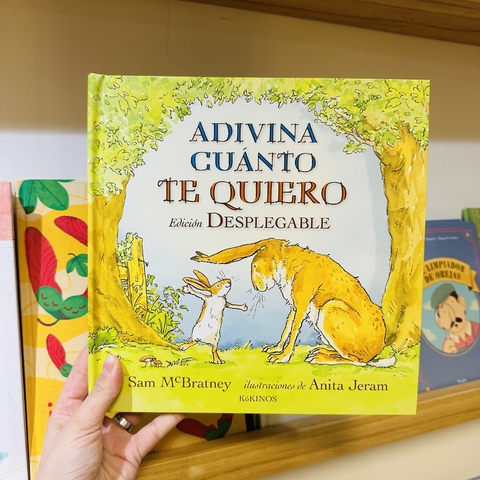 ADIVINA
CUÁNTO
TE QUIERO
Edición DESPLEGABLE
Sam McBratney ilustraciones de Anita Jeram
KóKINOS
LIMPIADOR
DE OREJAS